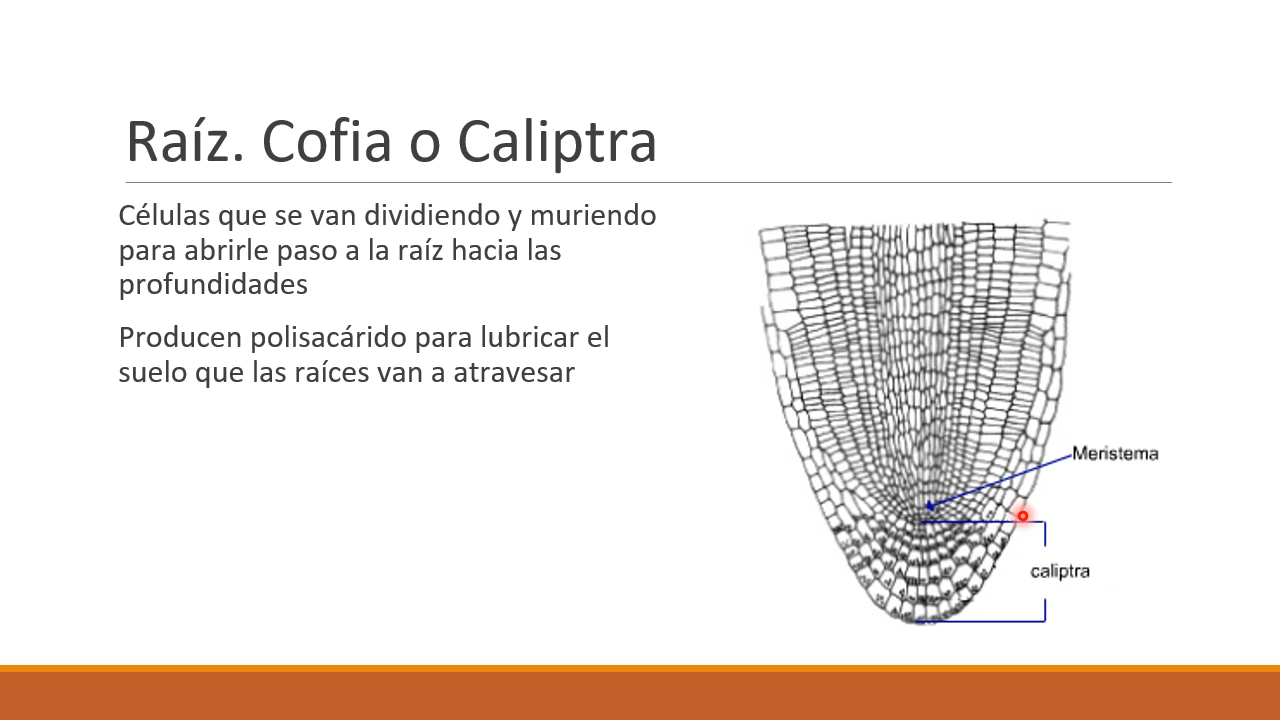 Raíz. Cofia o Caliptra
Células que se van dividiendo y muriendo
para abrirle paso a la raíz hacia las
profundidades
Producen polisacárido para lubricar el
suelo que las raíces van a atravesar
Meristema
caliptra